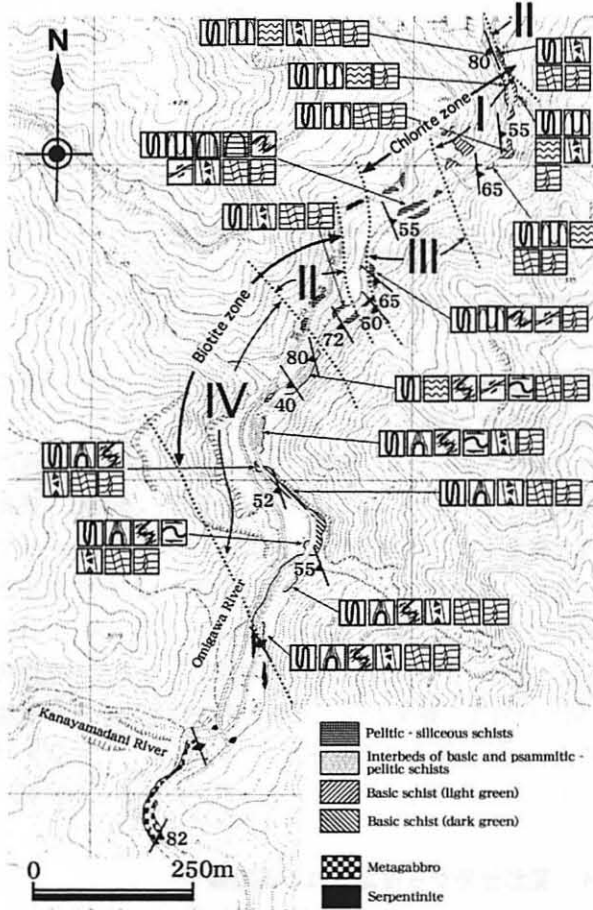 N
II
80
Chlorite zone
I
55
65
55
III
II
65
60
72
Biotite zone
80
IV
40
52
55
Omigawa River
Kanayamadani River
82
0 250m
Pelitic - siliceous schists
Interbeds of basic and psammitic -
pelitic schists
Basic schist (light green)
Basic schist (dark green)
Metagabbro
Serpentinite